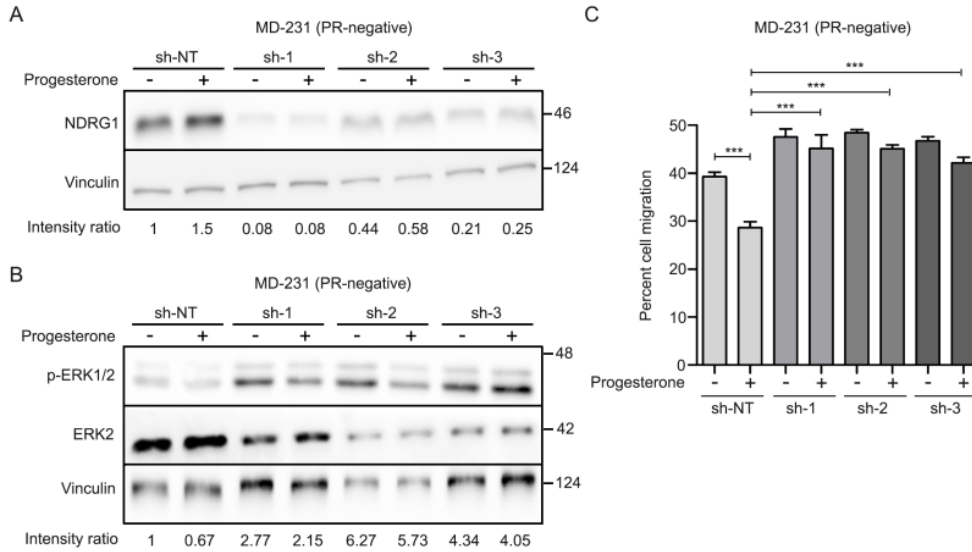 A
MD-231 (PR-negative)
sh-NT sh-1 sh-2 sh-3
Progesterone - + - + - + - +
NDRG1 46
Vinculin 124
Intensity ratio 1 1.5 0.08 0.08 0.44 0.58 0.21 0.25
B
MD-231 (PR-negative)
sh-NT sh-1 sh-2 sh-3
Progesterone - + - + - + - +
p-ERK1/2 48
ERK2 42
Vinculin 124
Intensity ratio 1 0.67 2.77 2.15 6.27 5.73 4.34 4.05
C
MD-231 (PR-negative)
***
***
***
***
Percent cell migration
50
40
30
20
10
0
Progesterone - + - + - + - +
sh-NT sh-1 sh-2 sh-3